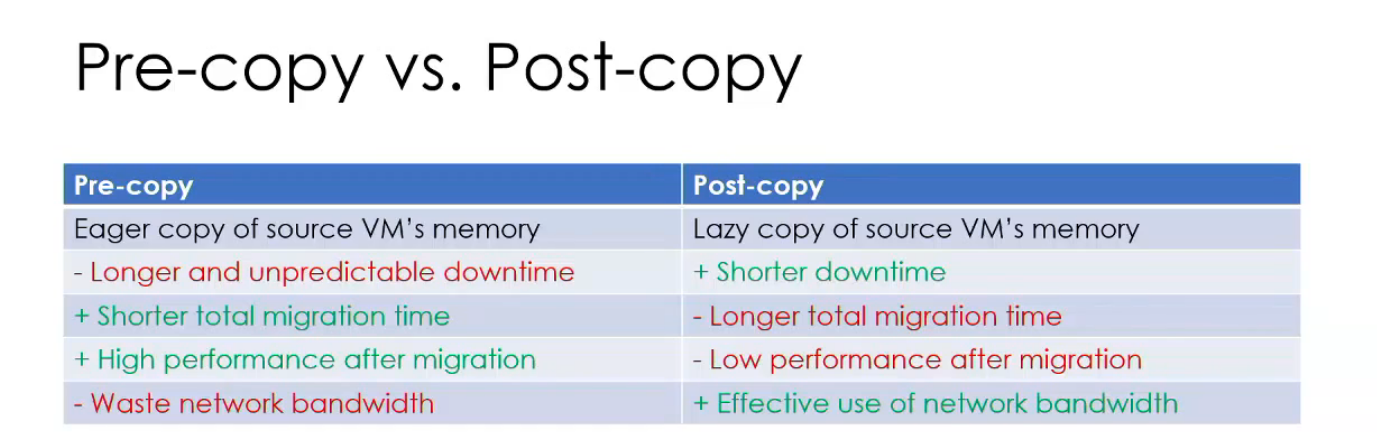 Pre-copy vs. Post-copy
Pre-copy
Post-copy
Eager copy of source VM's memory
Lazy copy of source VM's memory
- Longer and unpredictable downtime
+ Shorter downtime
+ Shorter total migration time
- Longer total migration time
+ High performance after migration
- Low performance after migration
- Waste network bandwidth
+ Effective use of network bandwidth